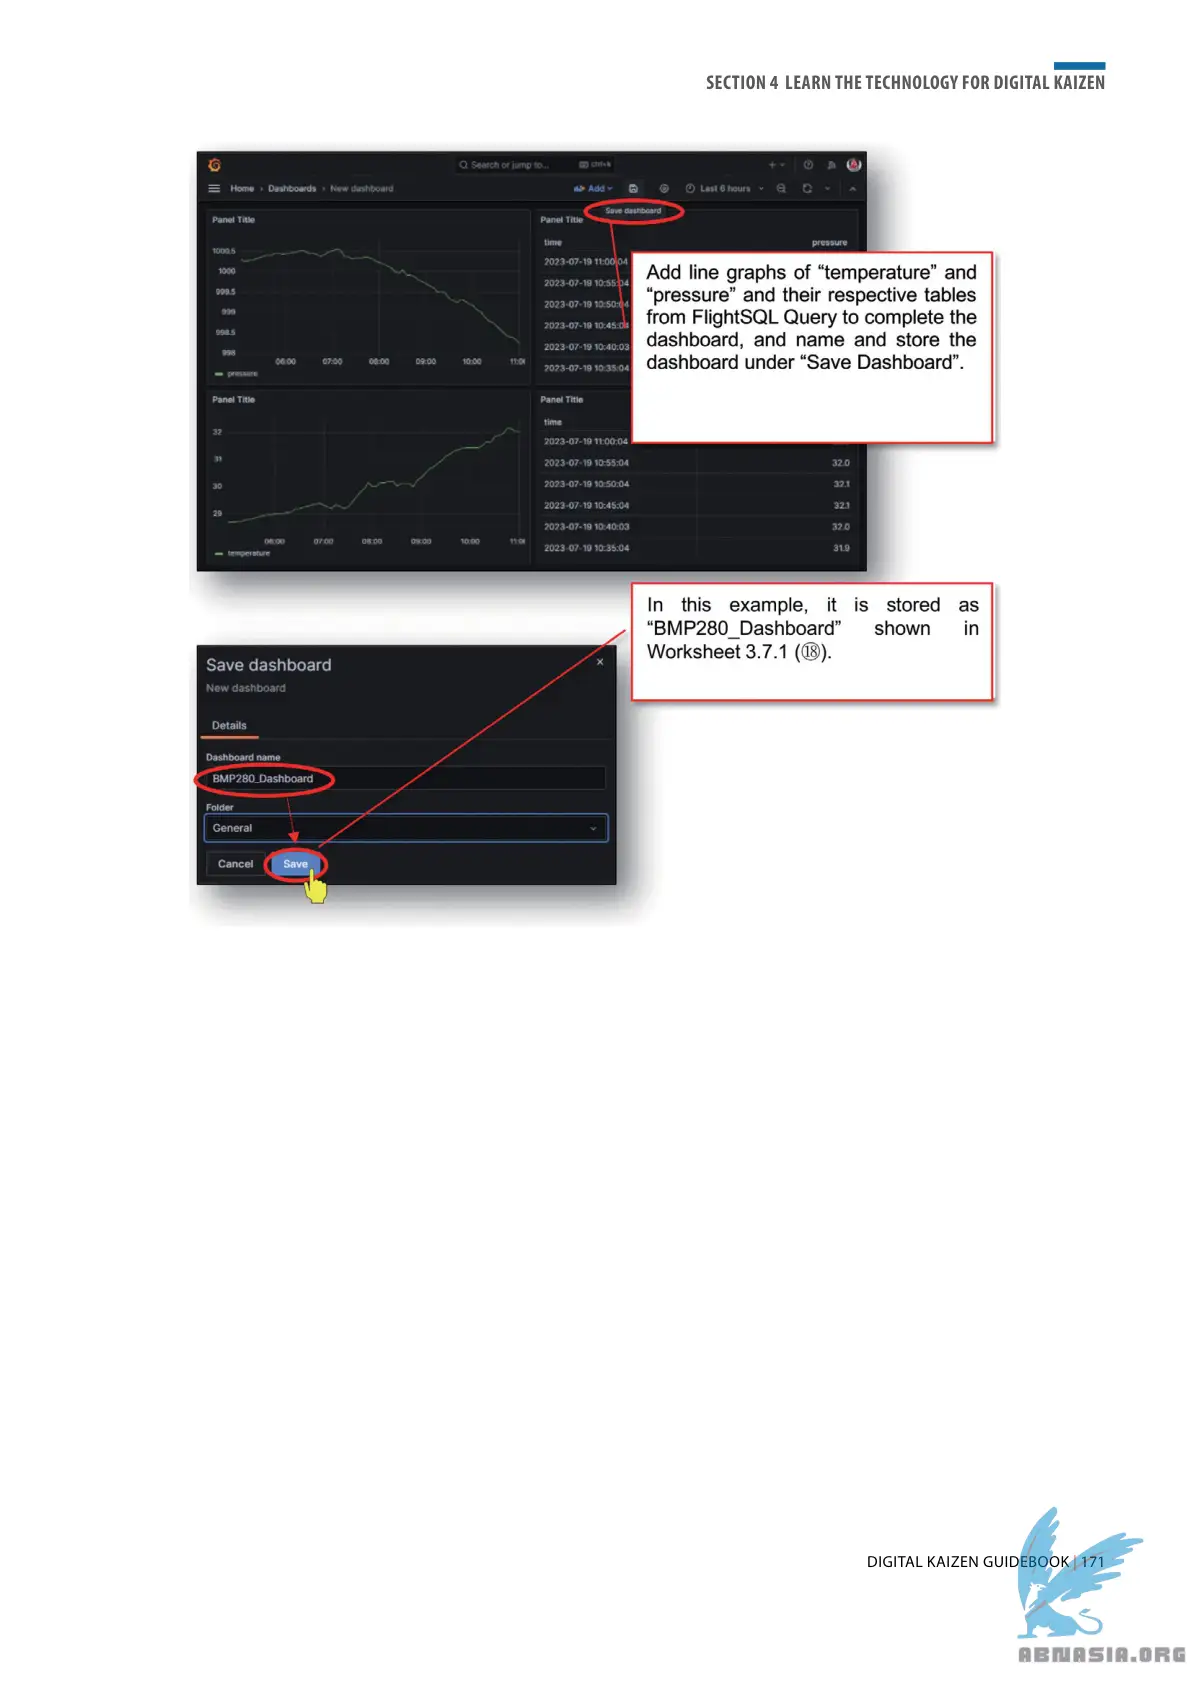 SECTION 4 LEARN THE TECHNOLOGY FOR DIGITAL KAIZEN
Search or jump to... ctrl+k
Home › Dashboards › New dashboard Add Last 6 hours
Save dashboard
Panel Title
1000.5
1000
999.5
999
998.5
998
06:00 07:00 08:00 09:00 10:00 11:0
pressure
Panel Title
time pressure
2023-07-19 11:00:04
2023-07-19 10:55:04
2023-07-19 10:50:04
2023-07-19 10:45:04
2023-07-19 10:40:03
2023-07-19 10:35:04
Add line graphs of “temperature” and
“pressure” and their respective tables
from FlightSQL Query to complete the
dashboard, and name and store the
dashboard under “Save Dashboard”.
Panel Title
32
31
30
29
06:00 07:00 08:00 09:00 10:00 11:0
temperature
Panel Title
time
2023-07-19 11:00:04
2023-07-19 10:55:04 32.0
2023-07-19 10:50:04 32.1
2023-07-19 10:45:04 32.1
2023-07-19 10:40:03 32.0
2023-07-19 10:35:04 31.9
In this example, it is stored as
“BMP280_Dashboard” shown in
Worksheet 3.7.1 (⑱).
Save dashboard
New dashboard
Details
Dashboard name
BMP280_Dashboard
Folder
General
Cancel Save
DIGITAL KAIZEN GUIDEBOOK | 171
ABNASIA.ORG